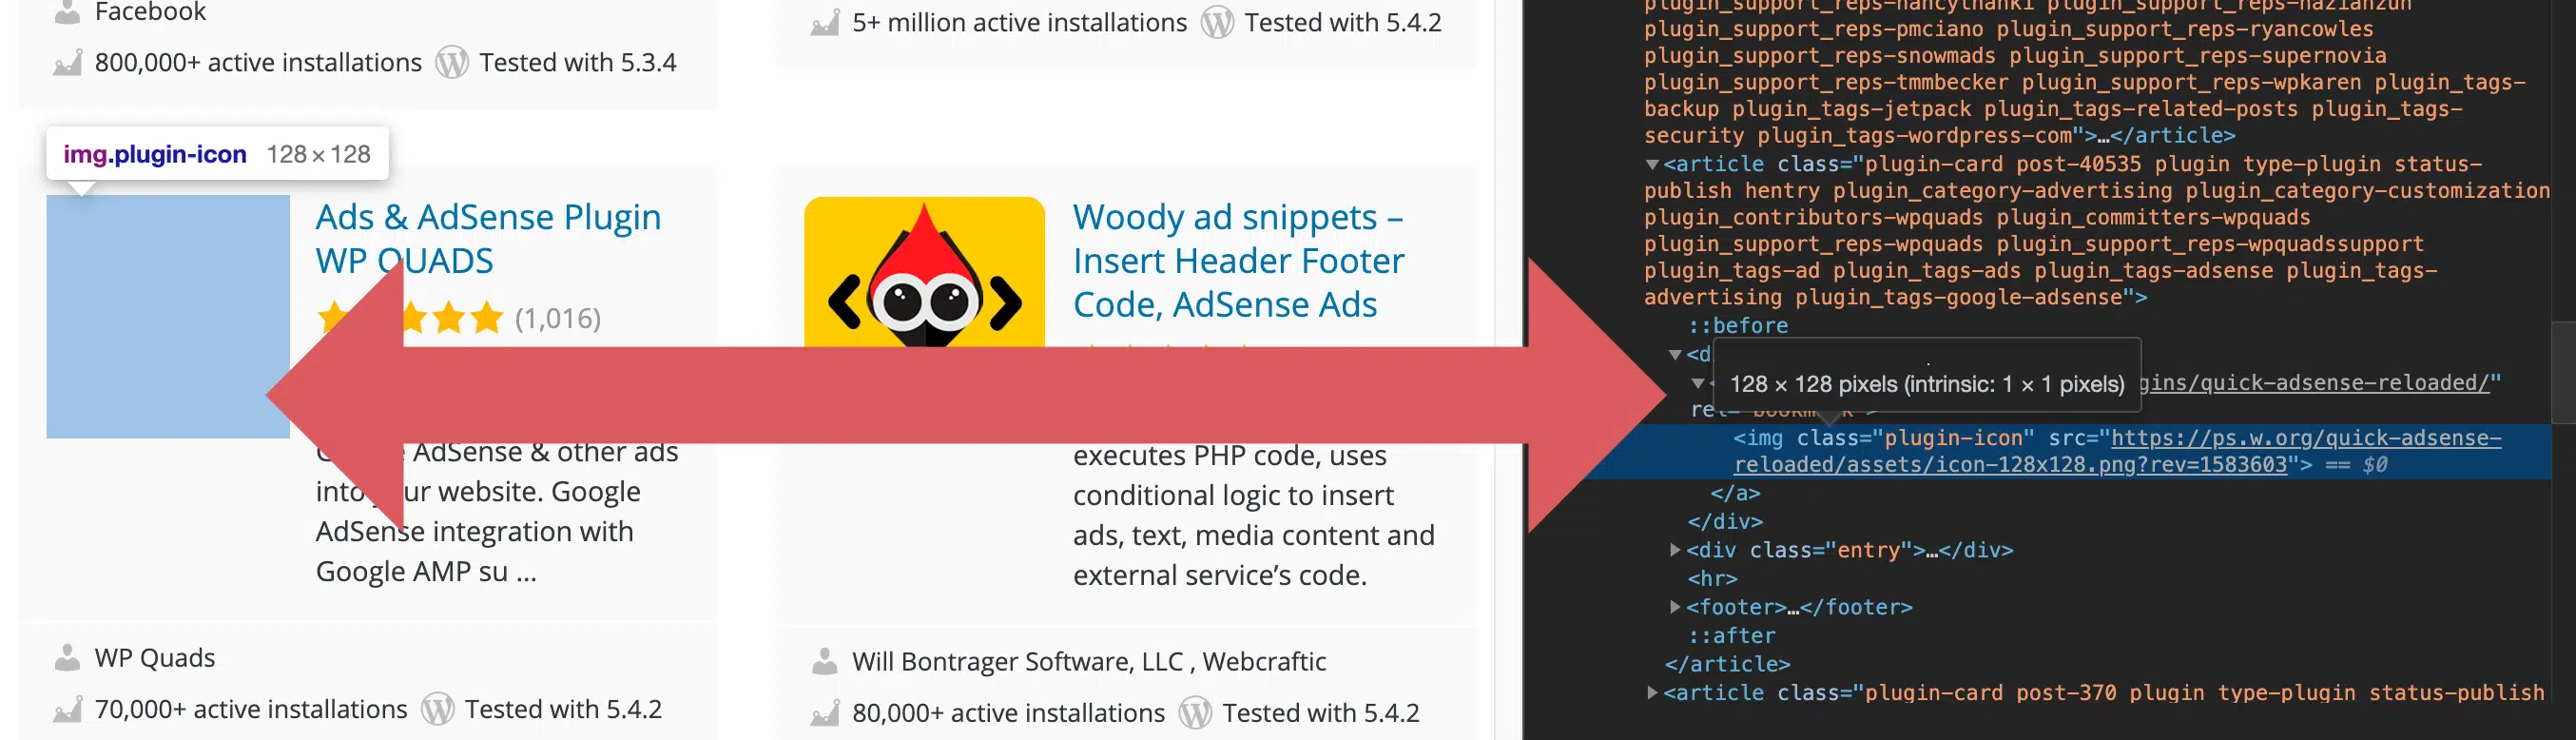 Facebook
800,000+ active installations Tested with 5.3.4
5+ million active installations Tested with 5.4.2
img.plugin-icon 128 × 128
Ads & AdSense Plugin
WP QUADS
(1,016)
AdSense & other ads
into your website. Google
AdSense integration with
Google AMP su ...
WP Quads
70,000+ active installations Tested with 5.4.2
Woody ad snippets –
Insert Header Footer
Code, AdSense Ads
executes PHP code, uses
conditional logic to insert
ads, text, media content and
external service’s code.
Will Bontrager Software, LLC , Webcraftic
80,000+ active installations Tested with 5.4.2
plugin_support_reps-nancythanki plugin_support_reps-nazianzun
plugin_support_reps-pmciano plugin_support_reps-ryancowles
plugin_support_reps-snowmads plugin_support_reps-supernovia
plugin_support_reps-tmmbecker plugin_support_reps-wpkaren plugin_tags-
backup plugin_tags-jetpack plugin_tags-related-posts plugin_tags-
security plugin_tags-wordpress-com">…</article>
<article class="plugin-card post-40535 plugin type-plugin status-
publish hentry plugin_category-advertising plugin_category-customization
plugin_contributors-wpquads plugin_committers-wpquads
plugin_support_reps-wpquads plugin_support_reps-wpquadssupport
plugin_tags-ad plugin_tags-ads plugin_tags-adsense plugin_tags-
advertising plugin_tags-google-adsense">
::before
<d
128 × 128 pixels (intrinsic: 1 × 1 pixels)
gins/quick-adsense-reloaded/"
rel="bookmark">
<img class="plugin-icon" src="https://ps.w.org/quick-adsense-
reloaded/assets/icon-128x128.png?rev=1583603"> == $0
</a>
</div>
<div class="entry">…</div>
<hr>
<footer>…</footer>
::after
</article>
<article class="plugin-card post-370 plugin type-plugin status-publish